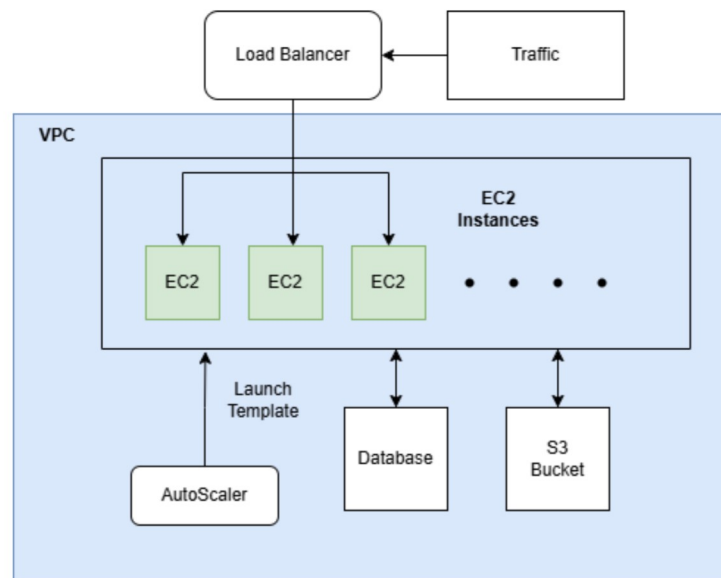 Load Balancer
Traffic
VPC
EC2
Instances
EC2
EC2
EC2
Launch
Template
AutoScaler
Database
S3
Bucket